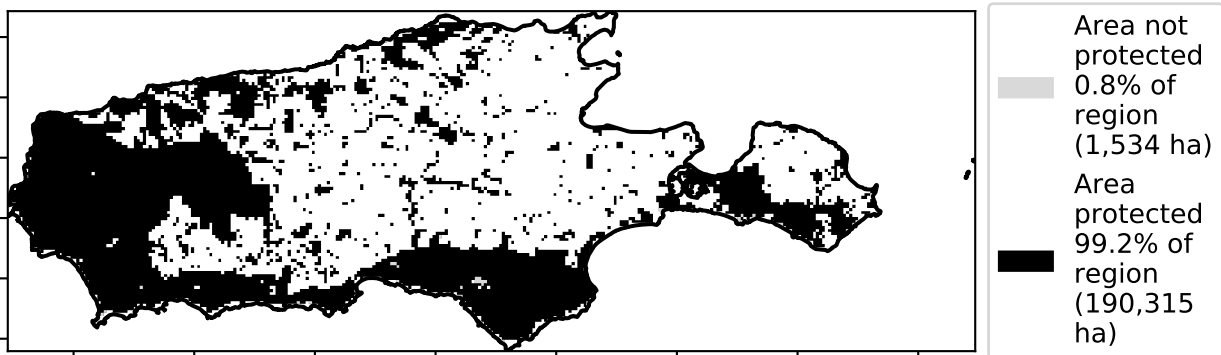 Area not
protected
0.8% of
region
(1,534 ha)
Area
protected
99.2% of
region
(190,315
ha)